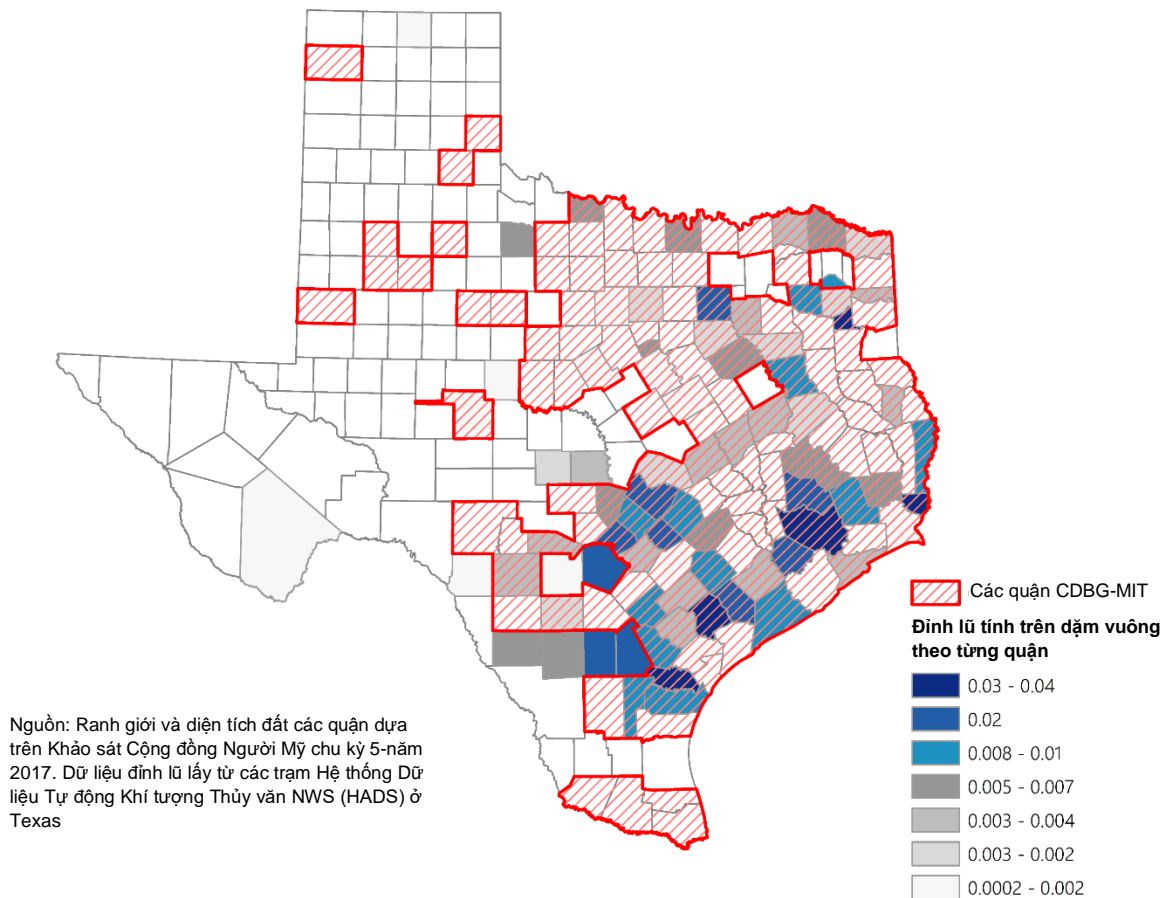 Các quận CDBG-MIT
Đỉnh lũ tính trên dặm vuông
theo từng quận
0.03 - 0.04
0.02
0.008 - 0.01
0.005 - 0.007
0.003 - 0.004
0.003 - 0.002
0.0002 - 0.002
Nguồn: Ranh giới và diện tích đất các quận dựa
trên Khảo sát Cộng đồng Người Mỹ chu kỳ 5-năm
2017. Dữ liệu đỉnh lũ lấy từ các trạm Hệ thống Dữ
liệu Tự động Khí tượng Thủy văn NWS (HADS) ở
Texas